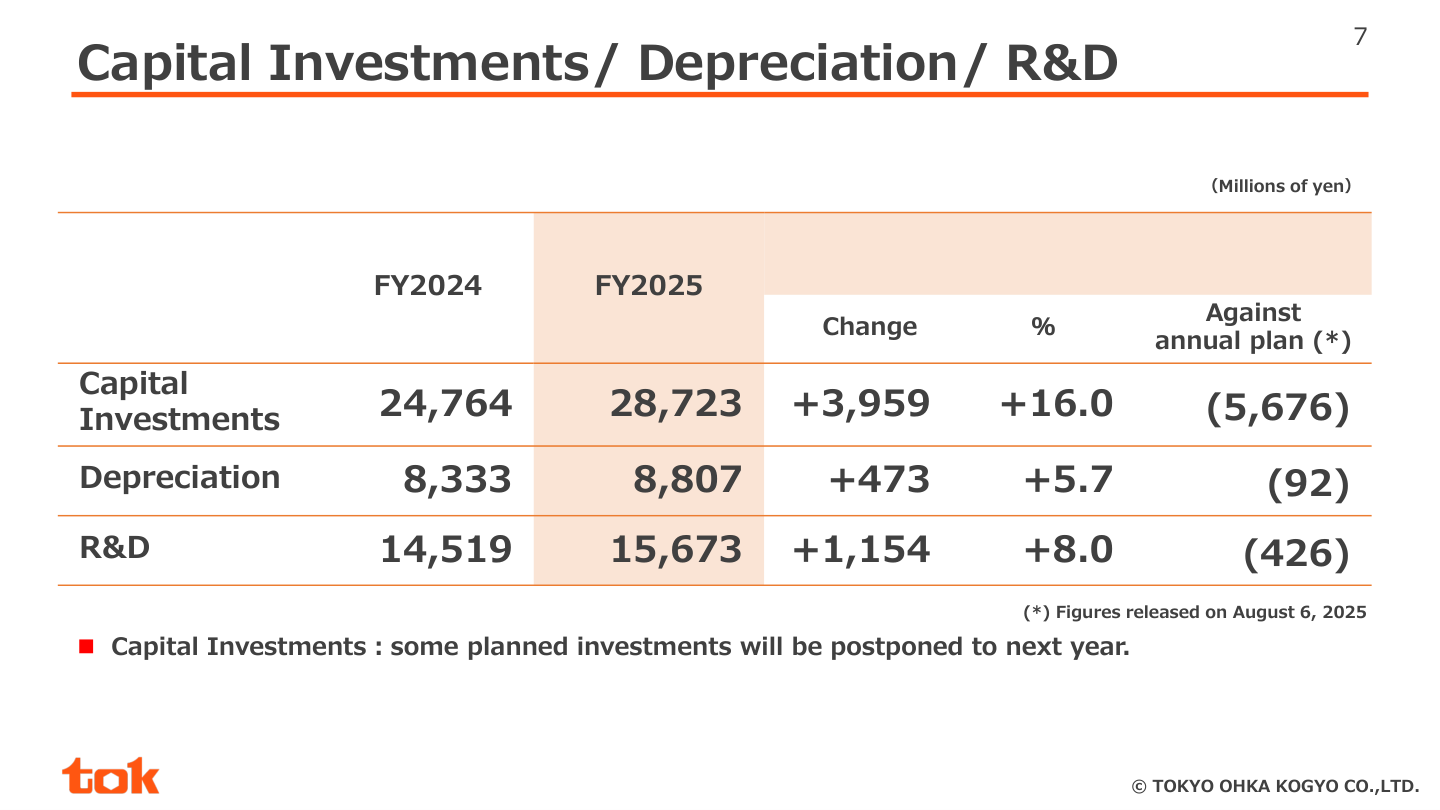 7
Capital Investments/ Depreciation/ R&D
(Millions of yen)
FY2024 FY2025
Change % Against annual plan (*)
Capital Investments 24,764 28,723 +3,959 +16.0 (5,676)
Depreciation 8,333 8,807 +473 +5.7 (92)
R&D 14,519 15,673 +1,154 +8.0 (426)
(*) Figures released on August 6, 2025
■ Capital Investments : some planned investments will be postponed to next year.
tok
© TOKYO OHKA KOGYO CO.,LTD.